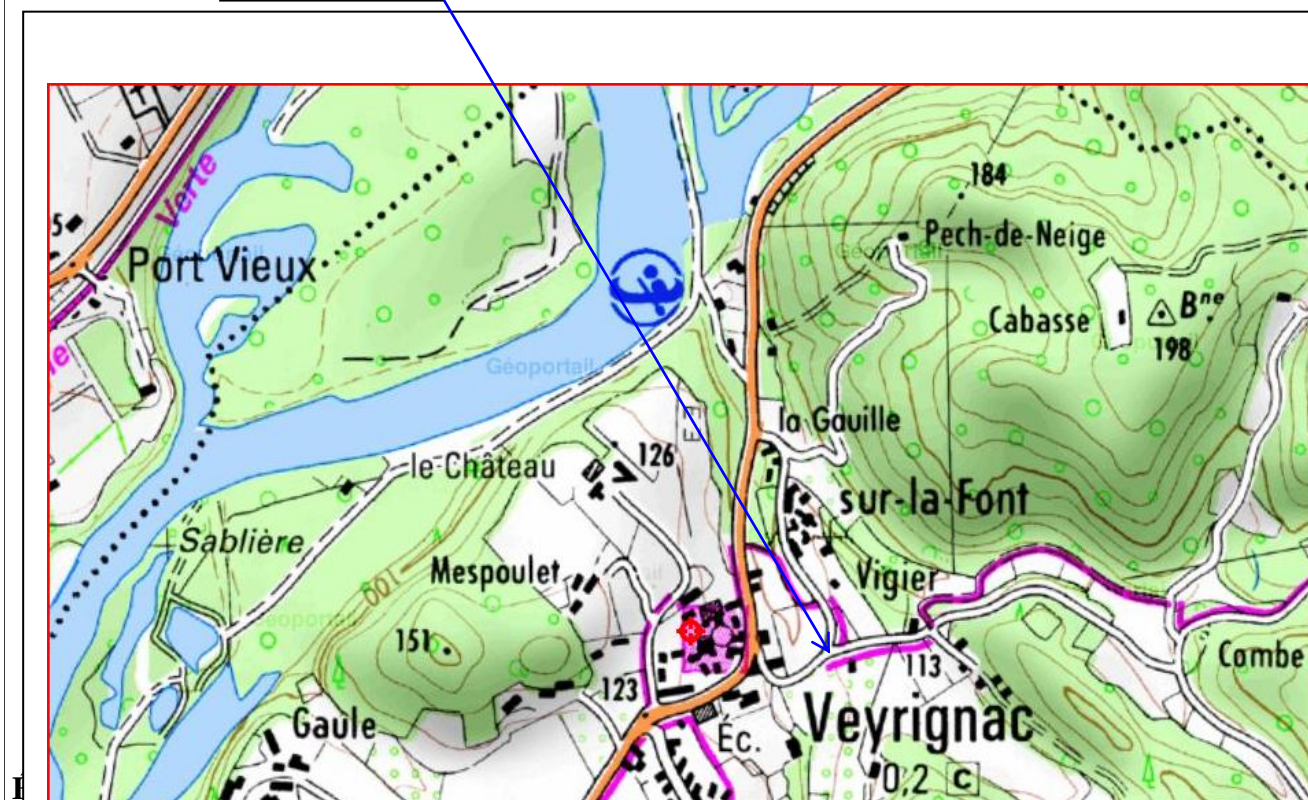 Verte
184
5
Pech-de-Neige
Port Vieux
Bne
Cabasse
198
Géoportail
la Gauille
le Château
126
sur-la-Font
Sablière
Mespoulet
Vigier
100
151
113
Combe
123
Gaule
Veyrignac
Éc.
0,2 C